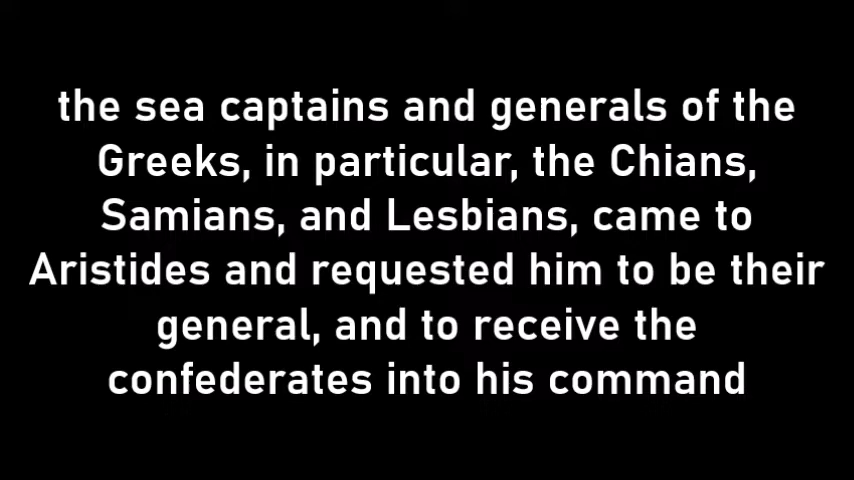 the sea captains and generals of the
Greeks, in particular, the Chians,
Samians, and Lesbians, came to
Aristides and requested him to be their
general, and to receive the
confederates into his command